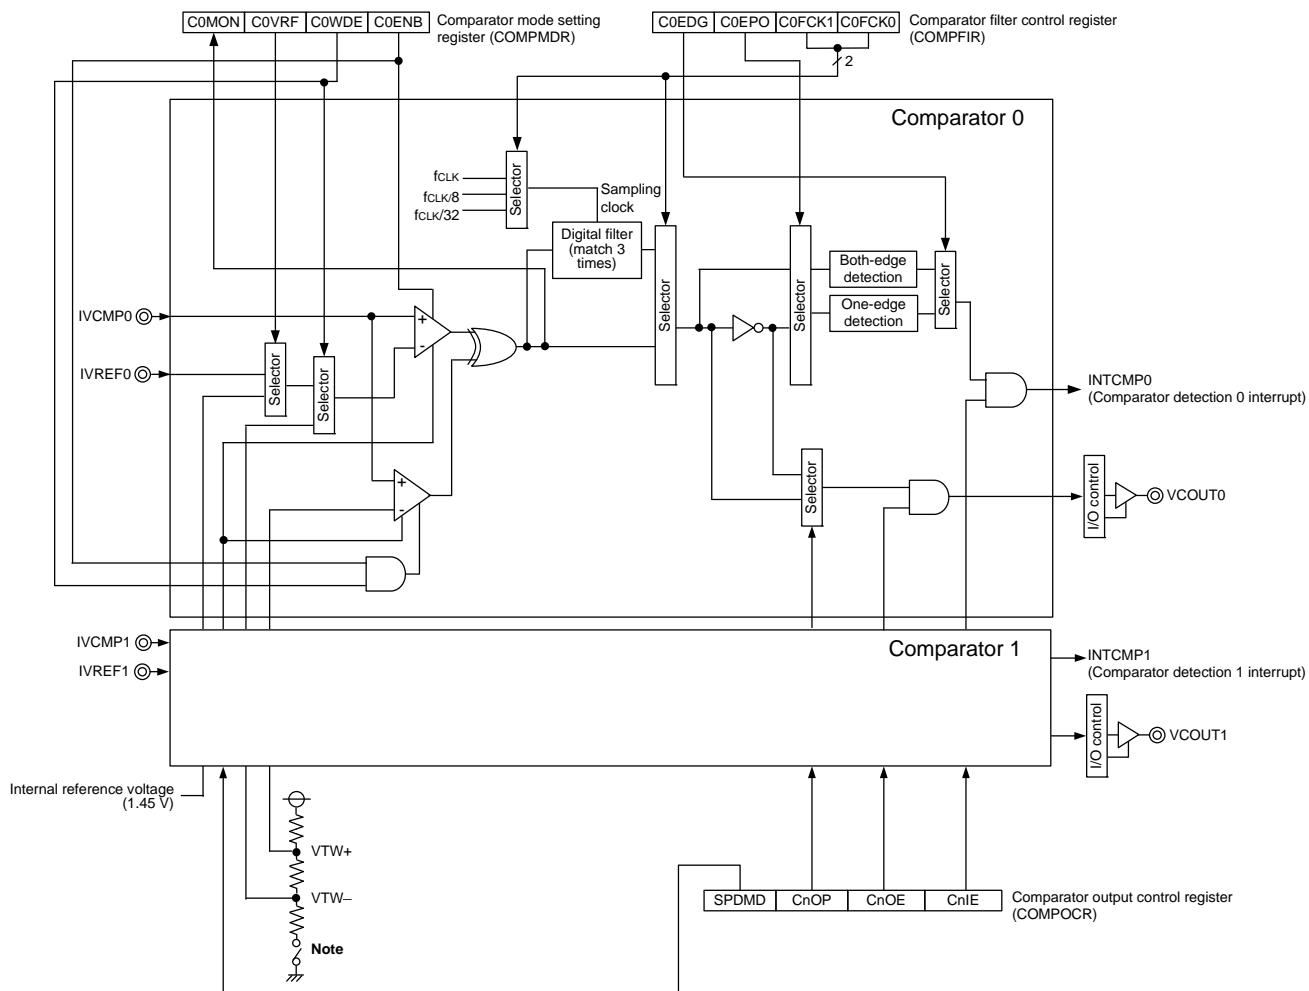 C0MON C0VRF C0WDE C0ENB
Comparator mode setting
register (COMPMDR)
C0EDG C0EPO C0FCK1 C0FCK0
Comparator filter control register
(COMPFIR)
2
Comparator 0
fCLK
fCLK/8
fCLK/32
Selector
Sampling
clock
Digital filter
(match 3
times)
Selector
Selector
Both-edge
detection
One-edge
detection
Selector
IVCMP0
+
-
IVREF0
Selector
Selector
INTCMP0
(Comparator detection 0 interrupt)
+
-
Selector
I/O control
VCOUT0
IVCMP1
IVREF1
Comparator 1
INTCMP1
(Comparator detection 1 interrupt)
I/O control
VCOUT1
Internal reference voltage
(1.45 V)
VTW+
VTW–
Note
SPDMD CnOP CnOE CnIE
Comparator output control register
(COMPOCR)